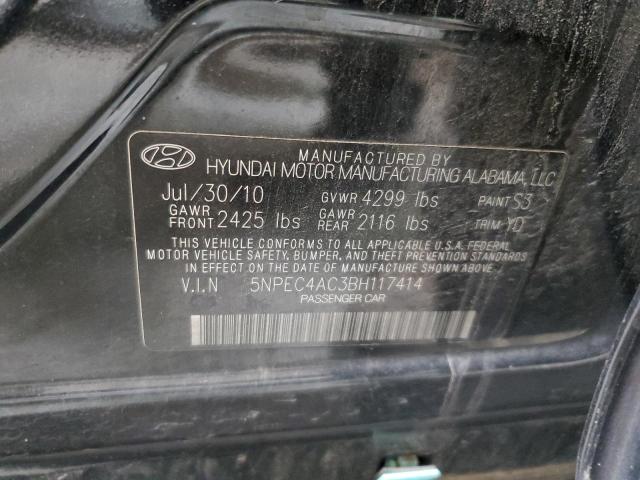 MANUFACTURED BY
HYUNDAI MOTOR MANUFACTURING ALABAMA, LLC
Jul/30/10 GVWR 4299 lbs PAINT S3
GAWR FRONT 2425 lbs GAWR REAR 2116 lbs TRIM YD
THIS VEHICLE CONFORMS TO ALL APPLICABLE U.S.A. FEDERAL
MOTOR VEHICLE SAFETY, BUMPER, AND THEFT PREVENTION
STANDARDS IN EFFECT ON THE DATE OF MANUFACTURE SHOWN ABOVE.
V.I.N 5NPEC4AC3BH117414
PASSENGER CAR